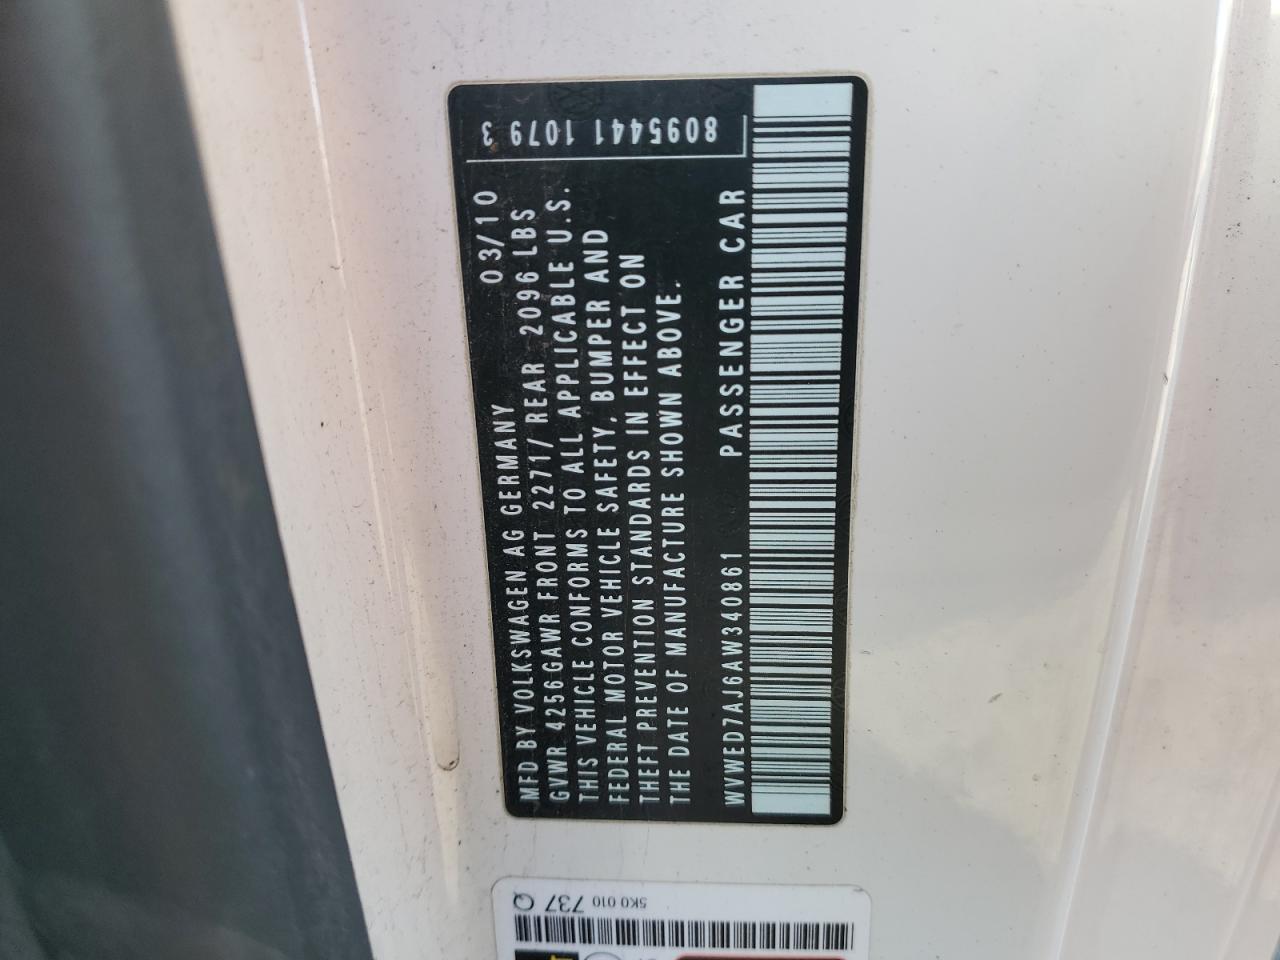 MFD BY VOLKSWAGEN AG GERMANY 03/10
GVWR 4256 GAWR FRONT 2271/ REAR 2096 LBS
THIS VEHICLE CONFORMS TO ALL APPLICABLE U.S.
FEDERAL MOTOR VEHICLE SAFETY, BUMPER AND
THEFT PREVENTION STANDARDS IN EFFECT ON
THE DATE OF MANUFACTURE SHOWN ABOVE.
WVWED7AJ6AW340861 PASSENGER CAR
8095441 1079 3
5K0 010 737 Q